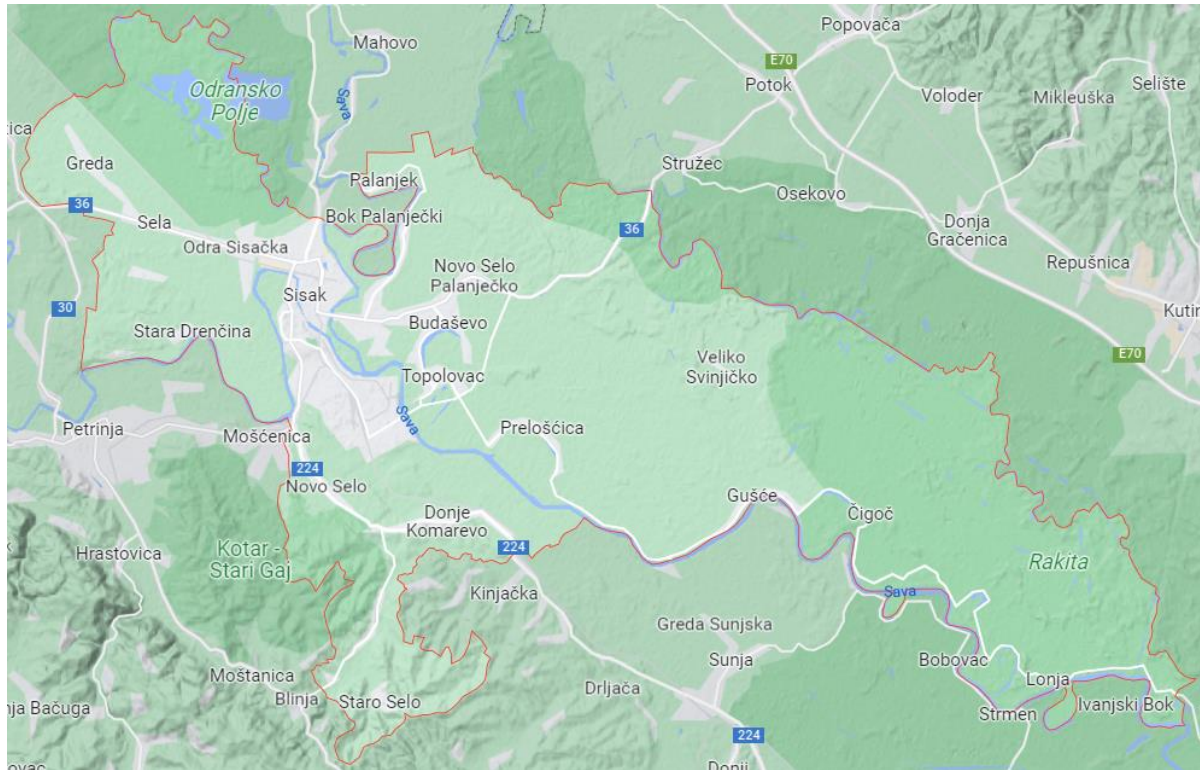 Mahovo
Popovača
E70
Potok
Odransko
Polje
Sava
Voloder
Mikleuška
Selište
Greda
Stružec
Palanjek
Osekovo
36
Sela
Bok Palanječki
36
Donja
Gračenica
Odra Sisačka
Novo Selo
Palanječko
Repušnica
Sisak
30
Budaševo
Kutin
Stara Drenčina
Veliko
Svinjičko
E70
Topolovac
Sava
Petrinja
Mošćenica
Prelošćica
224
Novo Selo
Gušće
Čigoč
Donje
Komarevo
Hrastovica
Kotar -
Stari Gaj
224
Rakita
Kinjačka
Sava
Greda Sunjska
Sunja
Bobovac
Moštanica
Drljača
Lonja
Blinja
Staro Selo
Ivanjski Bok
nja Bačuga
Strmen
224
ovac
Donji